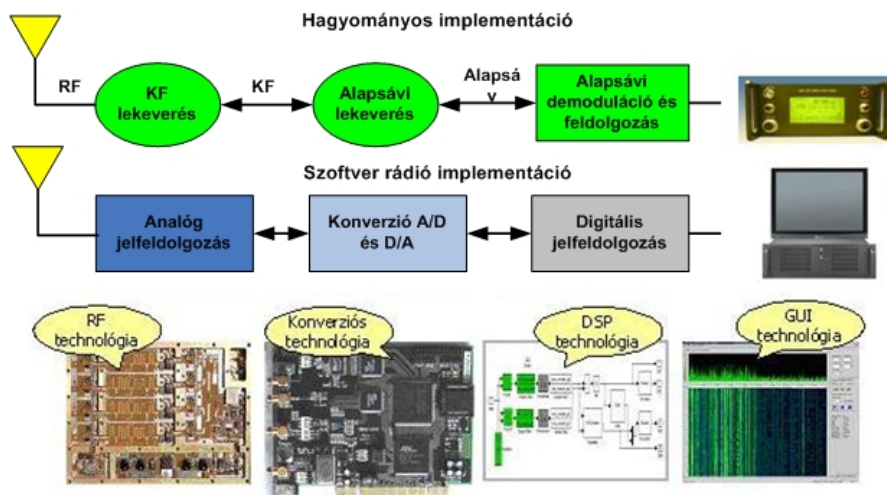 Hagyományos implementáció
RF
KF
lekeverés
KF
Alapsávi
lekeverés
Alapsá
v
Alapsávi
demoduláció és
feldolgozás
Szoftver rádió implementáció
Analóg
jelfeldolgozás
Konverzió A/D
és D/A
Digitális
jelfeldolgozás
RF
technológia
Konverziós
technológia
DSP
technológia
GUI
technológia